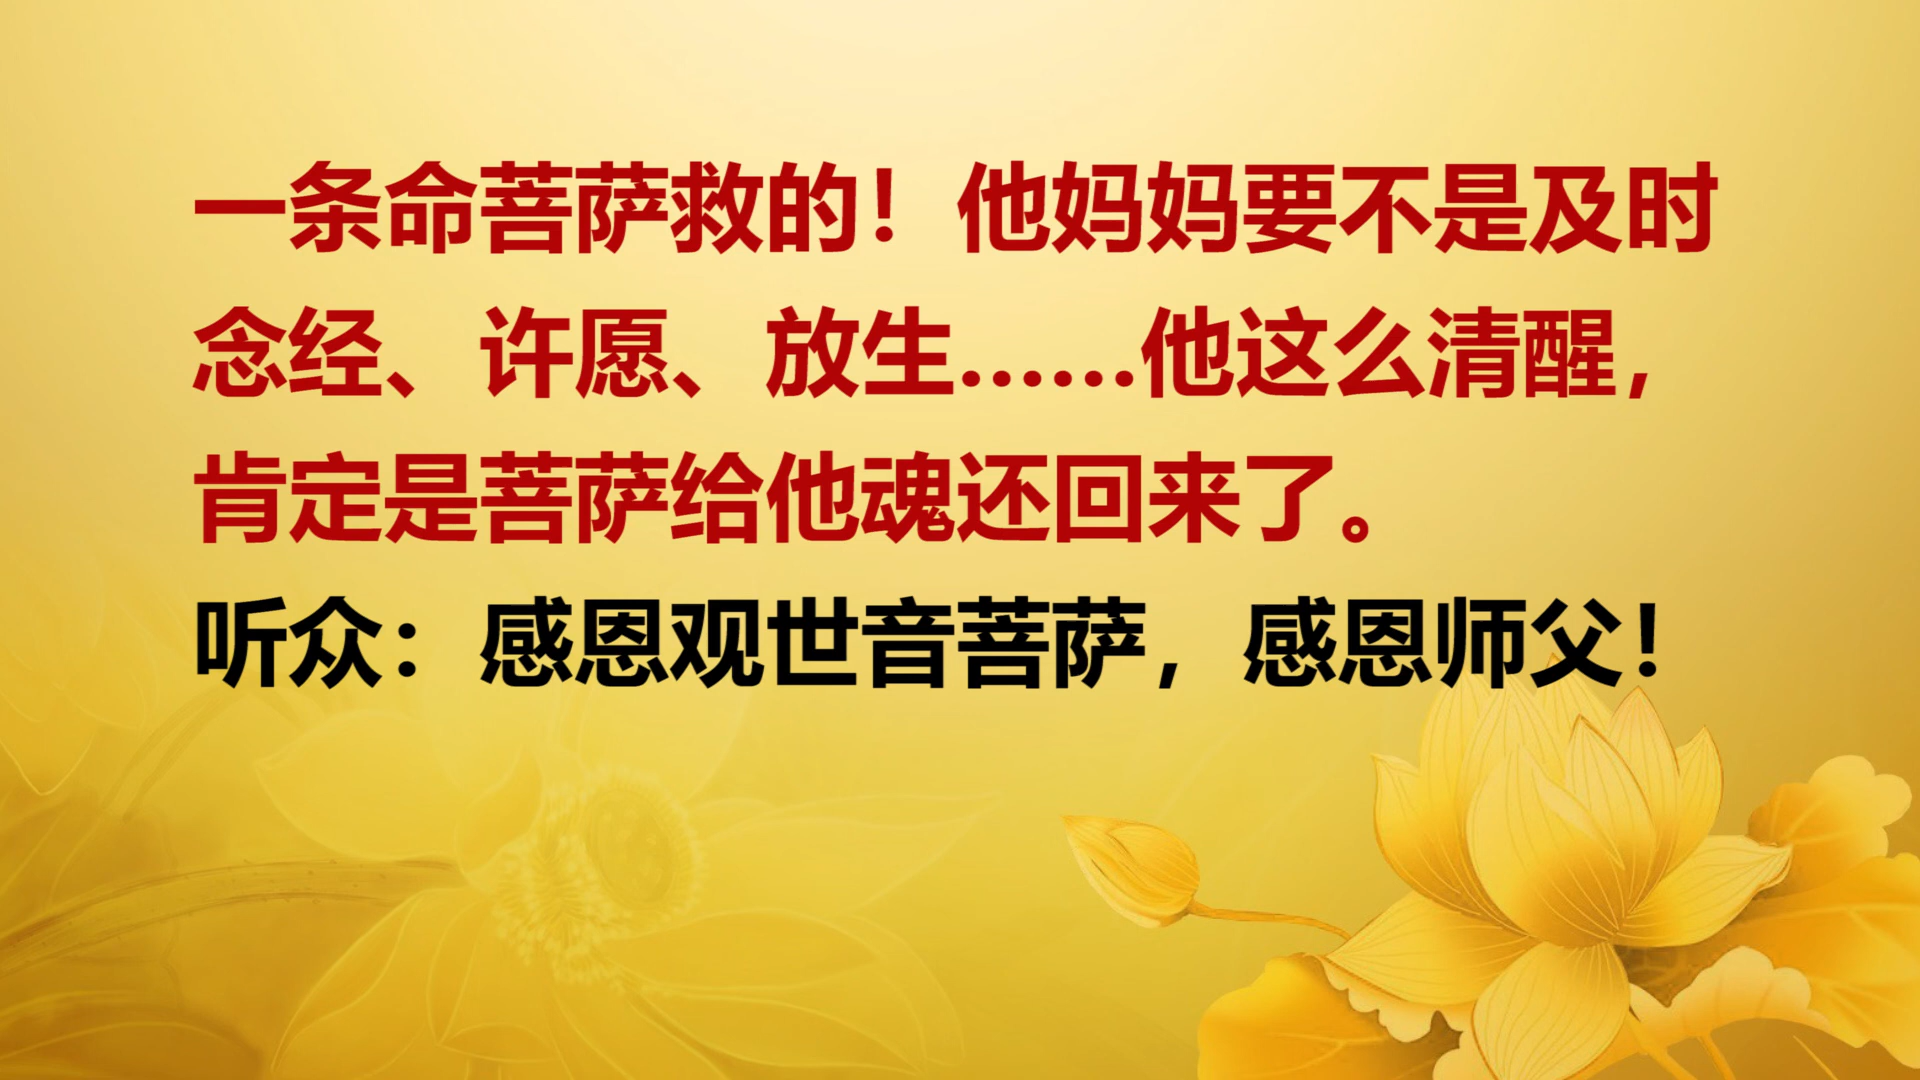 一条命菩萨救的！他妈妈要不是及时
念经、许愿、放生……他这么清醒，
肯定是菩萨给他魂还回来了。
听众：感恩观世音菩萨，感恩师父！